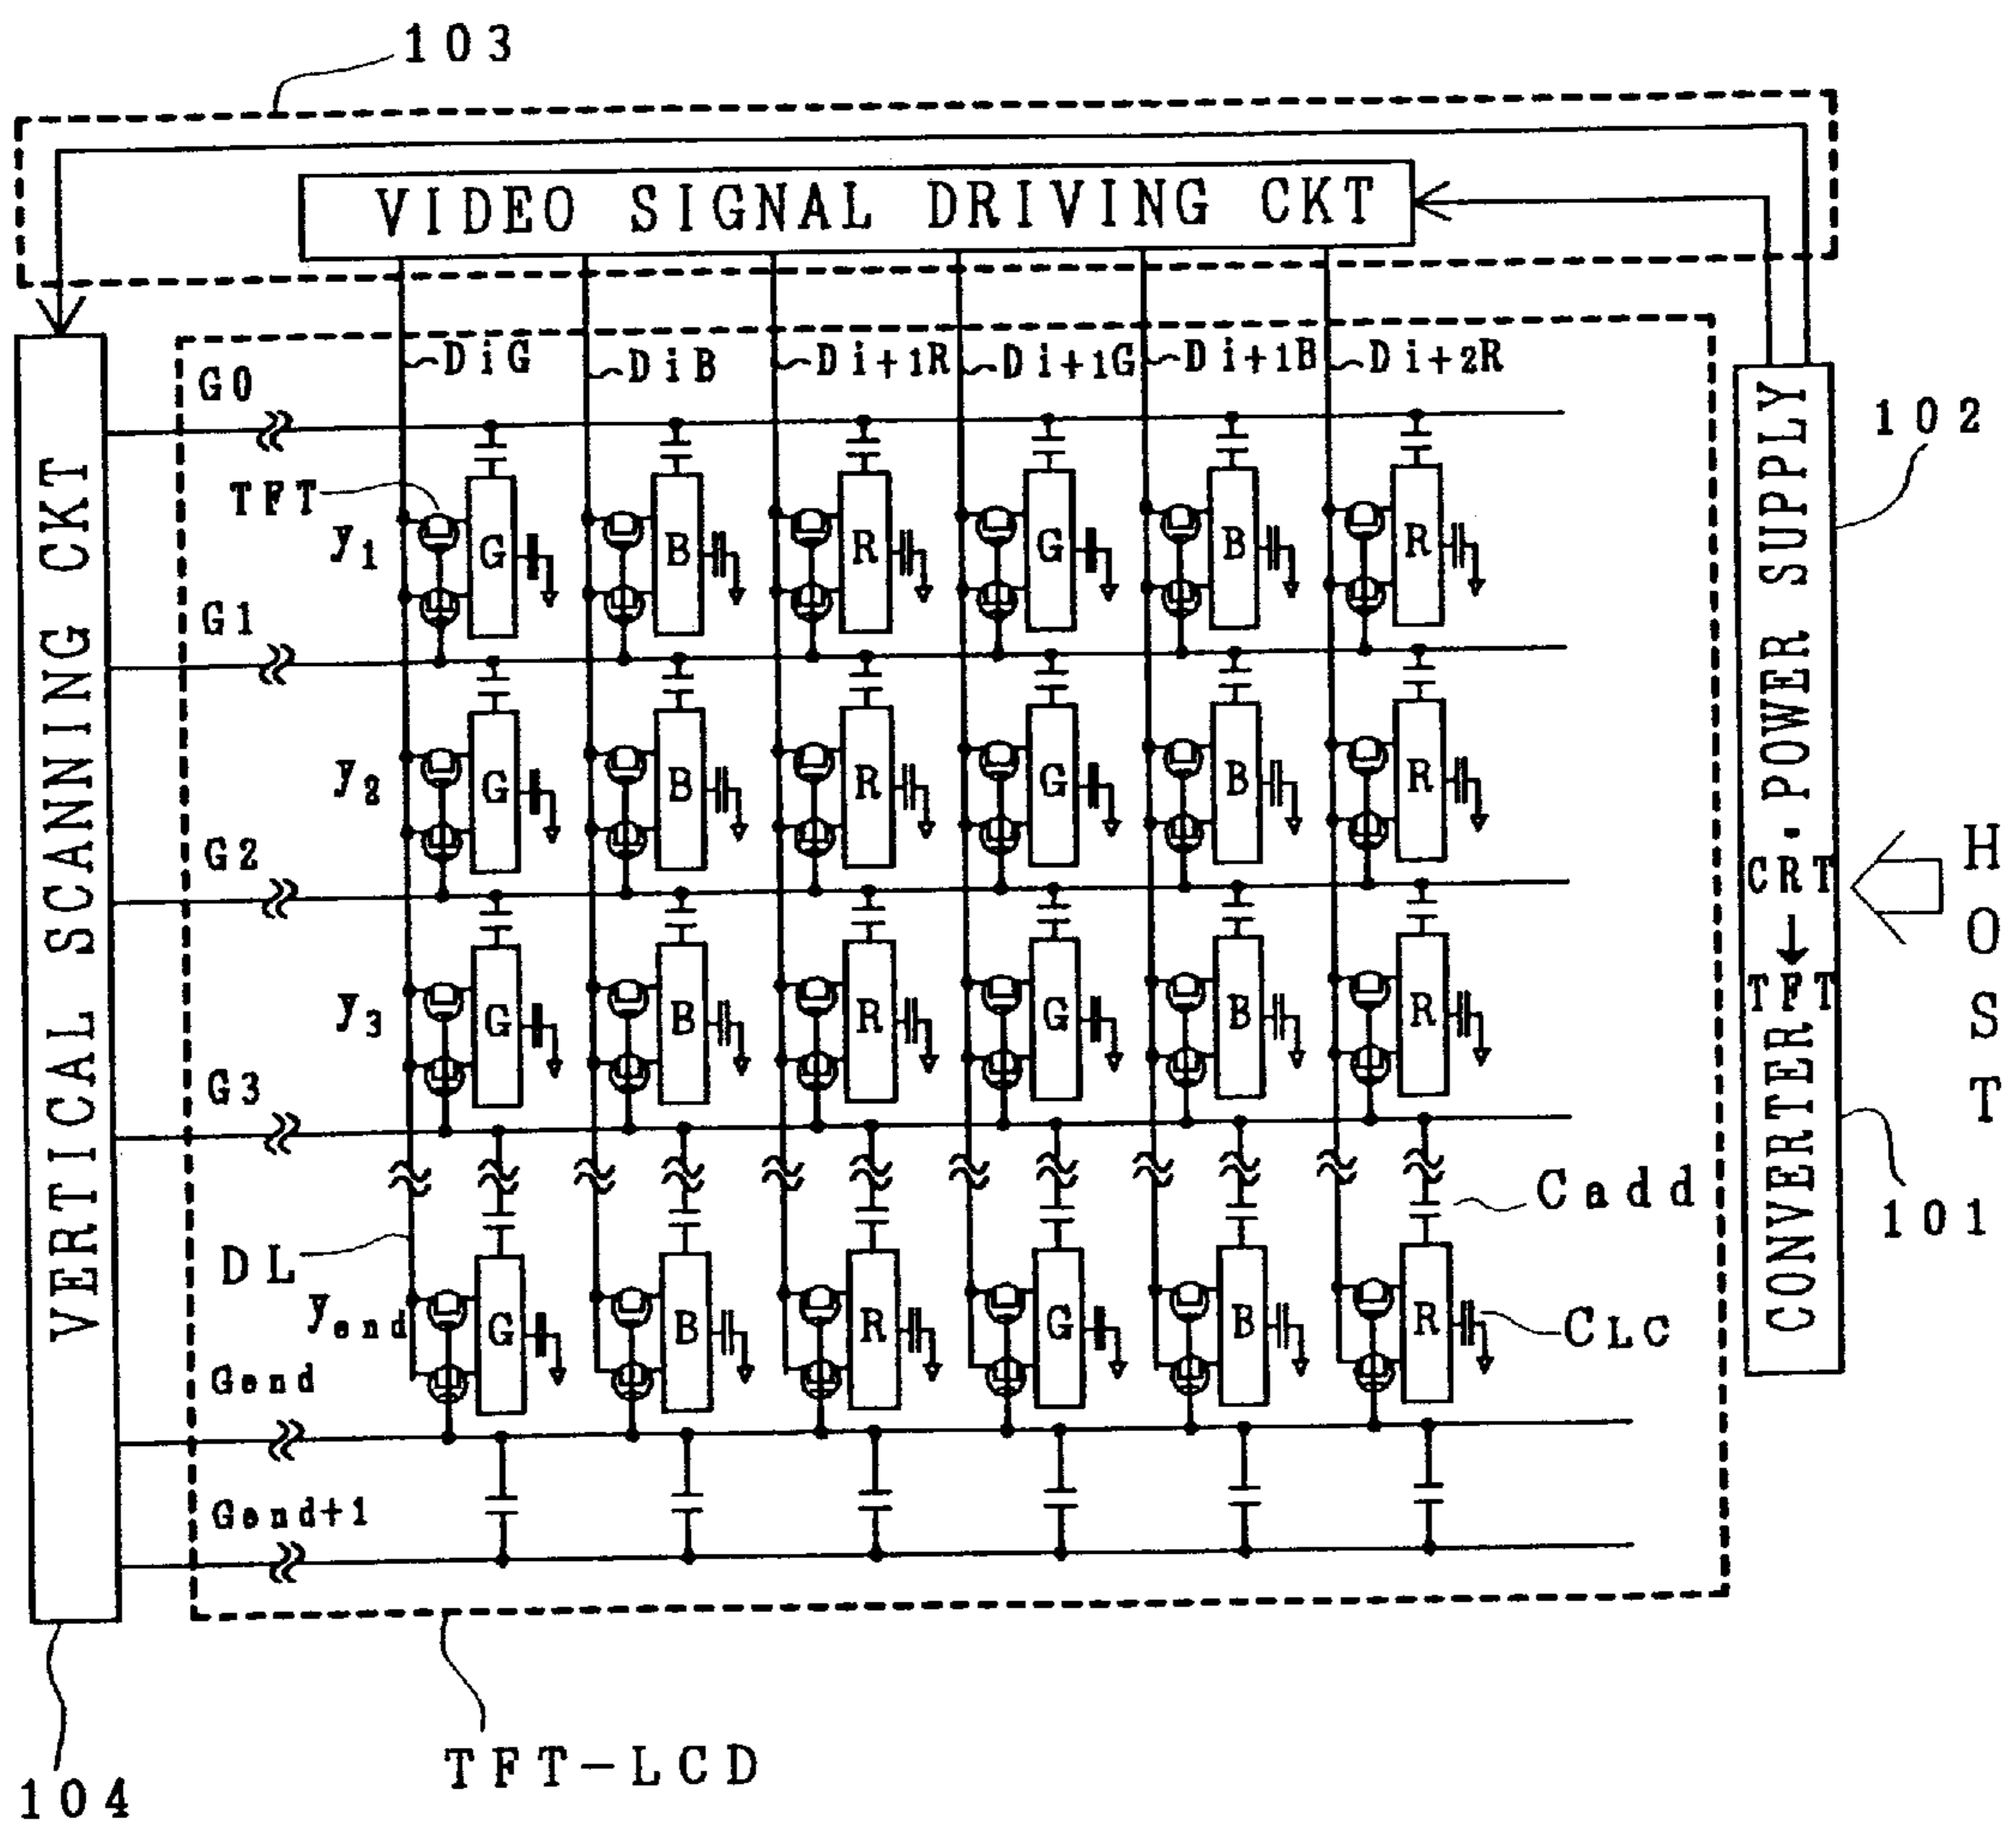 103
VIDEO SIGNAL DRIVING CKT
DiG DiB Di+1R Di+1G Di+1B Di+2R
G0
102
TFT
y1 G B R G B R
G1
y2 G B R G B R
G2
y3 G B R G B R
G3
Cadd
101
DL
yend G B R G B R
CLC
Gend
Gend+1
VERTICAL SCANNING CKT
CONVERTER · POWER SUPPLY
CRT
↓
TFT
HOST
TFT-LCD
104